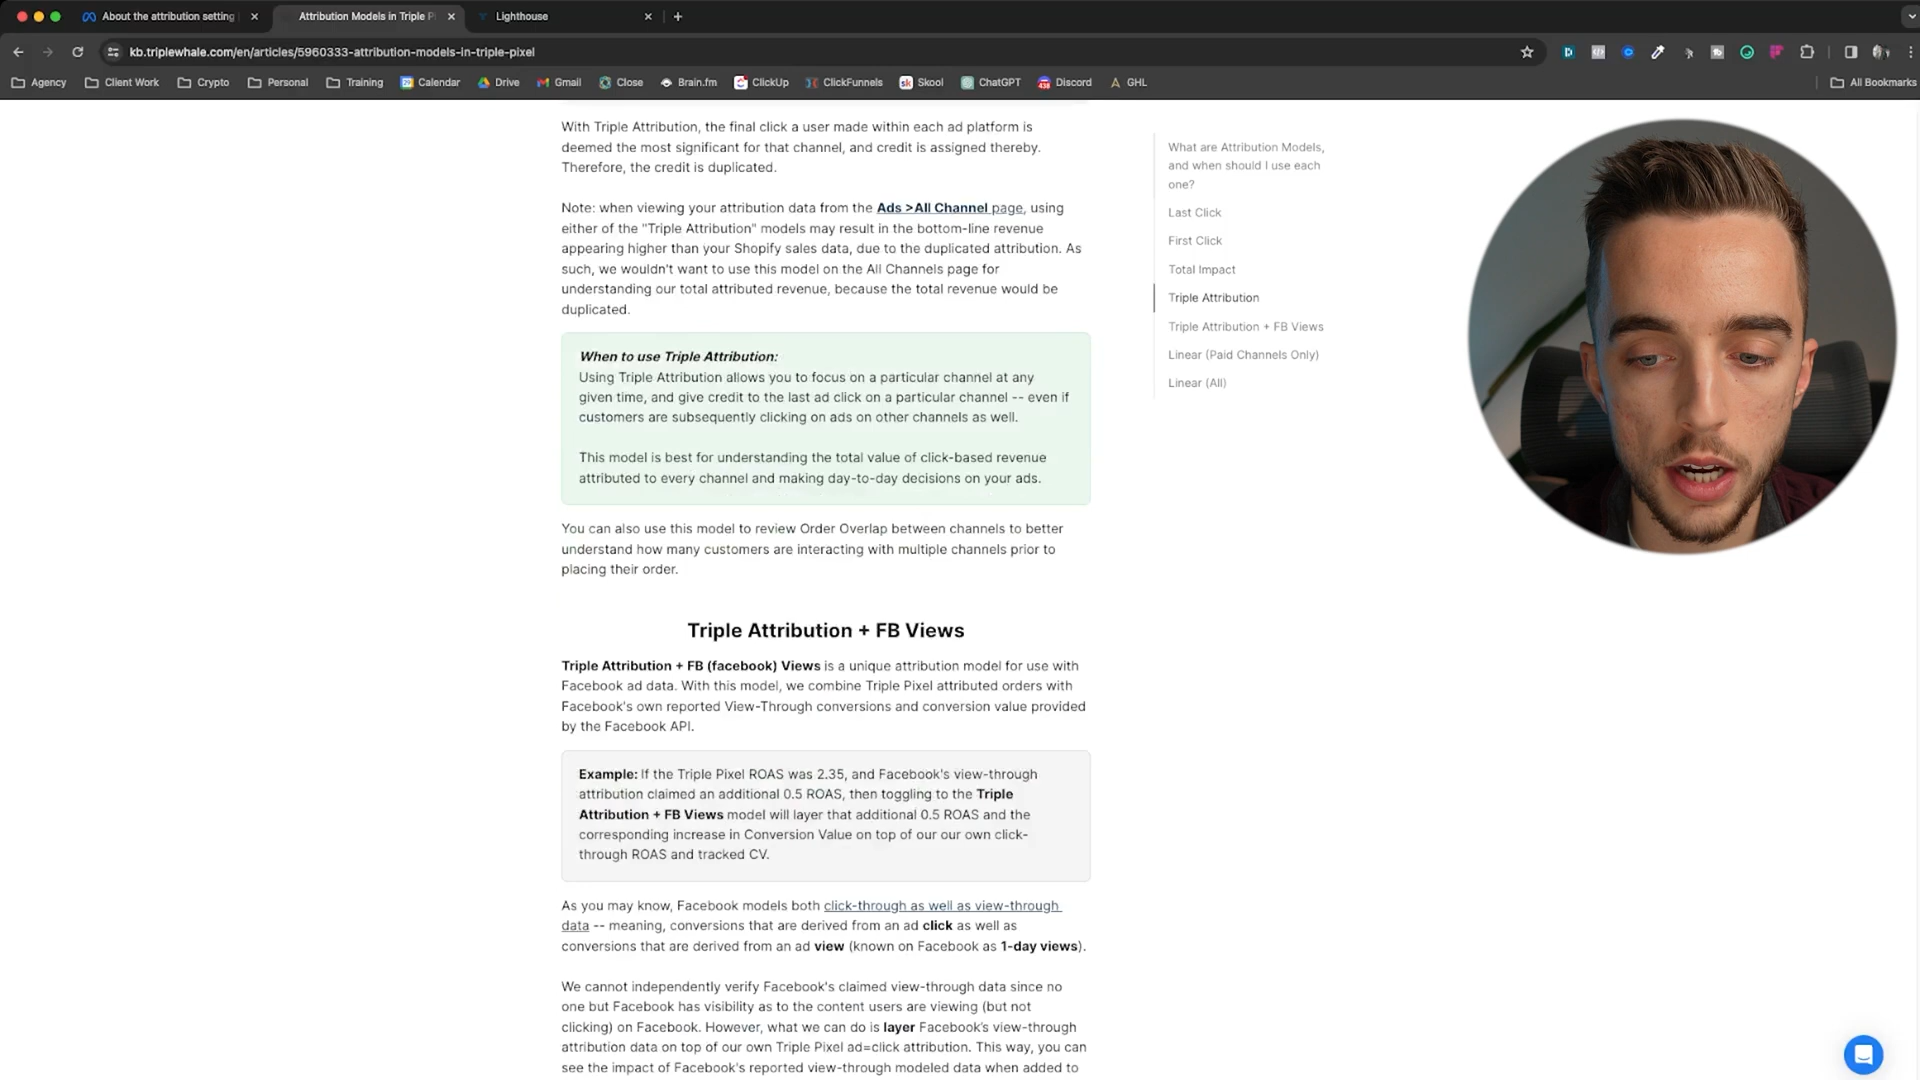 About the attribution setting
Attribution Models in Triple P
Lighthouse
kb.triplewhale.com/en/articles/5960333-attribution-models-in-triple-pixel
Agency
Client Work
Crypto
Personal
Training
Calendar
Drive
Gmail
Close
Brain.fm
ClickUp
ClickFunnels
Skool
ChatGPT
Discord
GHL
All Bookmarks
With Triple Attribution, the final click a user made within each ad platform is
deemed the most significant for that channel, and credit is assigned thereby.
Therefore, the credit is duplicated.
Note: when viewing your attribution data from the Ads >All Channel page, using
either of the "Triple Attribution" models may result in the bottom-line revenue
appearing higher than your Shopify sales data, due to the duplicated attribution. As
such, we wouldn't want to use this model on the All Channels page for
understanding our total attributed revenue, because the total revenue would be
duplicated.
When to use Triple Attribution:
Using Triple Attribution allows you to focus on a particular channel at any
given time, and give credit to the last ad click on a particular channel -- even if
customers are subsequently clicking on ads on other channels as well.
This model is best for understanding the total value of click-based revenue
attributed to every channel and making day-to-day decisions on your ads.
You can also use this model to review Order Overlap between channels to better
understand how many customers are interacting with multiple channels prior to
placing their order.
Triple Attribution + FB Views
Triple Attribution + FB (facebook) Views is a unique attribution model for use with
Facebook ad data. With this model, we combine Triple Pixel attributed orders with
Facebook's own reported View-Through conversions and conversion value provided
by the Facebook API.
Example: If the Triple Pixel ROAS was 2.35, and Facebook's view-through
attribution claimed an additional 0.5 ROAS, then toggling to the Triple
Attribution + FB Views model will layer that additional 0.5 ROAS and the
corresponding increase in Conversion Value on top of our our own click-
through ROAS and tracked CV.
As you may know, Facebook models both click-through as well as view-through
data -- meaning, conversions that are derived from an ad click as well as
conversions that are derived from an ad view (known on Facebook as 1-day views).
We cannot independently verify Facebook's claimed view-through data since no
one but Facebook has visibility as to the content users are viewing (but not
clicking) on Facebook. However, what we can do is layer Facebook's view-through
attribution data on top of our own Triple Pixel ad=click attribution. This way, you can
see the impact of Facebook's reported view-through modeled data when added to
What are Attribution Models,
and when should I use each
one?
Last Click
First Click
Total Impact
Triple Attribution
Triple Attribution + FB Views
Linear (Paid Channels Only)
Linear (All)